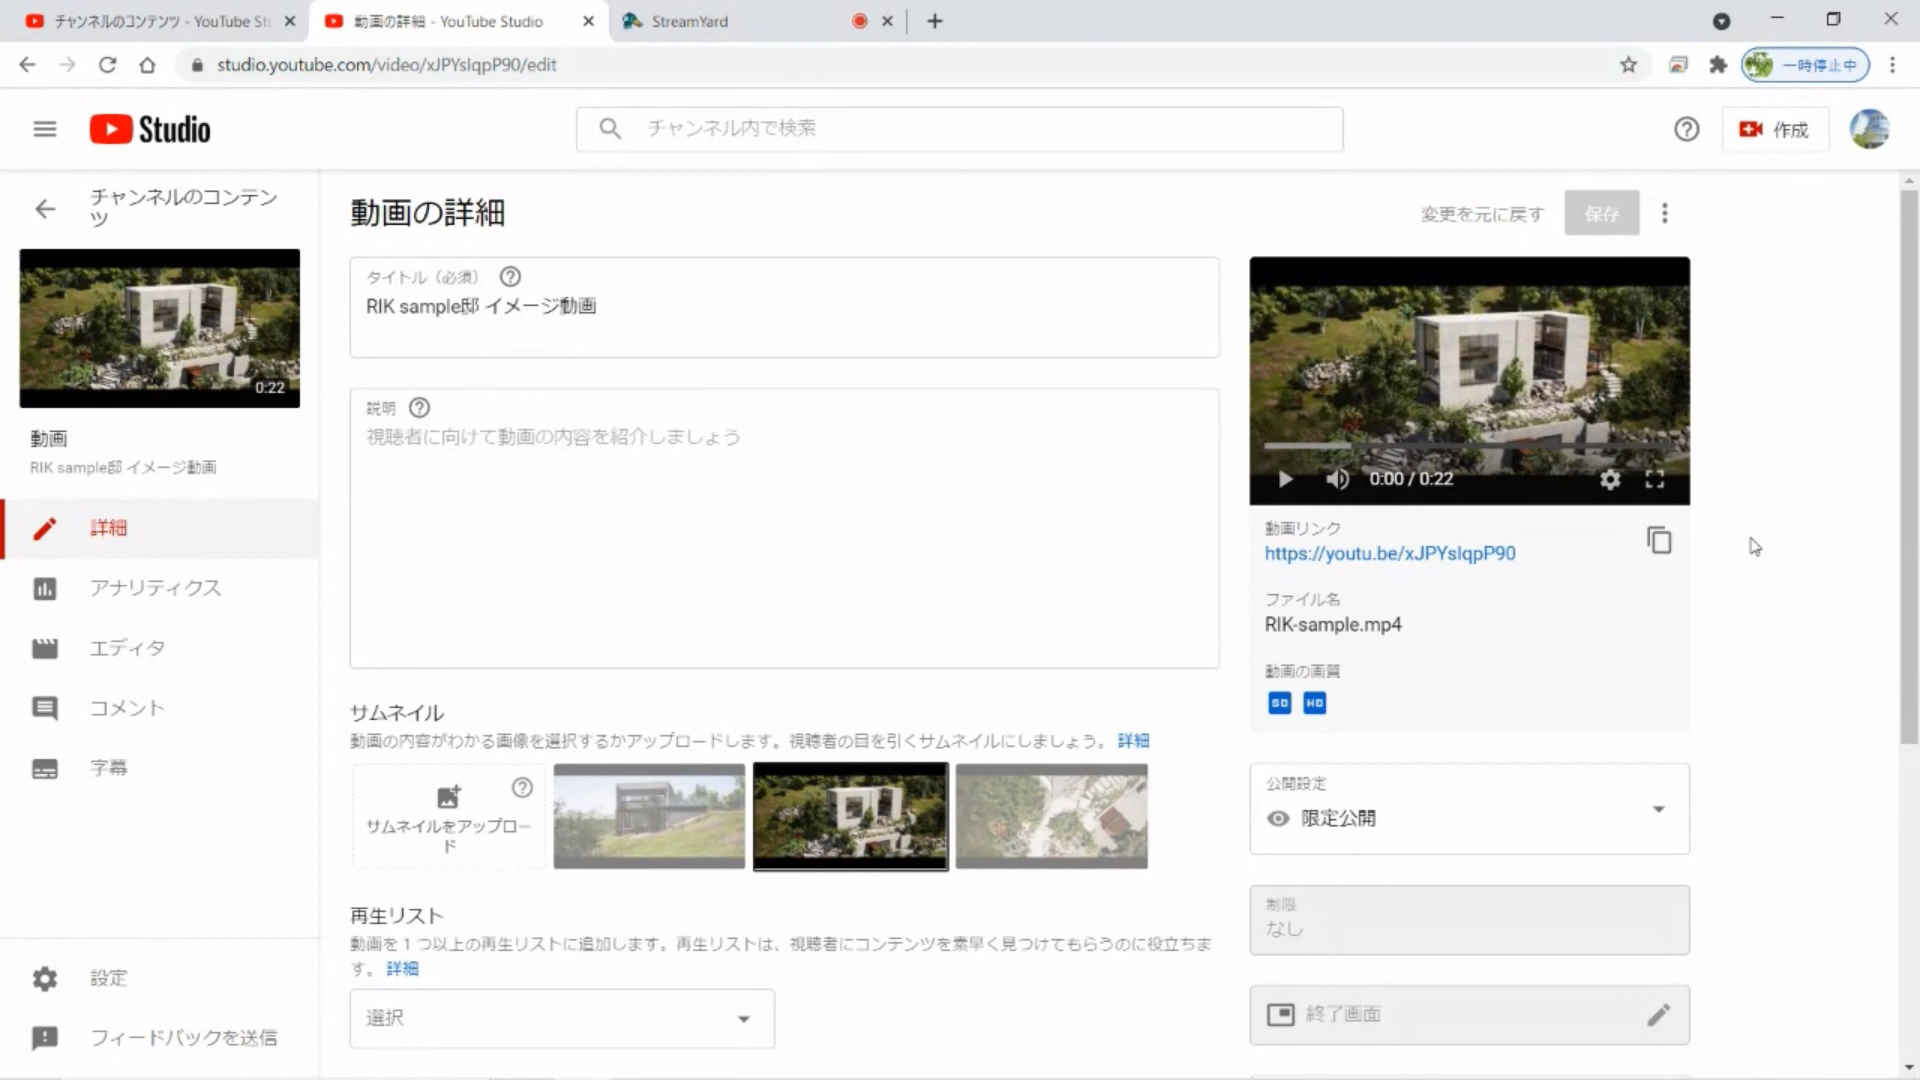 チャンネルのコンテンツ - YouTube St
動画の詳細 - YouTube Studio
StreamYard
studio.youtube.com/video/xJPYsIqpP90/edit
一時停止中
Studio
チャンネル内で検索
作成
チャンネルのコンテン
ツ
0:22
動画
RIK sample邸 イメージ動画
詳細
アナリティクス
エディタ
コメント
字幕
設定
フィードバックを送信
動画の詳細
変更を元に戻す
保存
タイトル（必須）
RIK sample邸 イメージ動画
説明
視聴者に向けて動画の内容を紹介しましょう
サムネイル
動画の内容がわかる画像を選択するかアップロードします。視聴者の目を引くサムネイルにしましょう。 詳細
サムネイルをアップロー
ド
再生リスト
動画を 1 つ以上の再生リストに追加します。再生リストは、視聴者にコンテンツを素早く見つけてもらうのに役立ちま
す。 詳細
選択
0:00 / 0:22
動画リンク
https://youtu.be/xJPYsIqpP90
ファイル名
RIK-sample.mp4
動画の画質
SD HD
公開設定
限定公開
制限
なし
終了画面